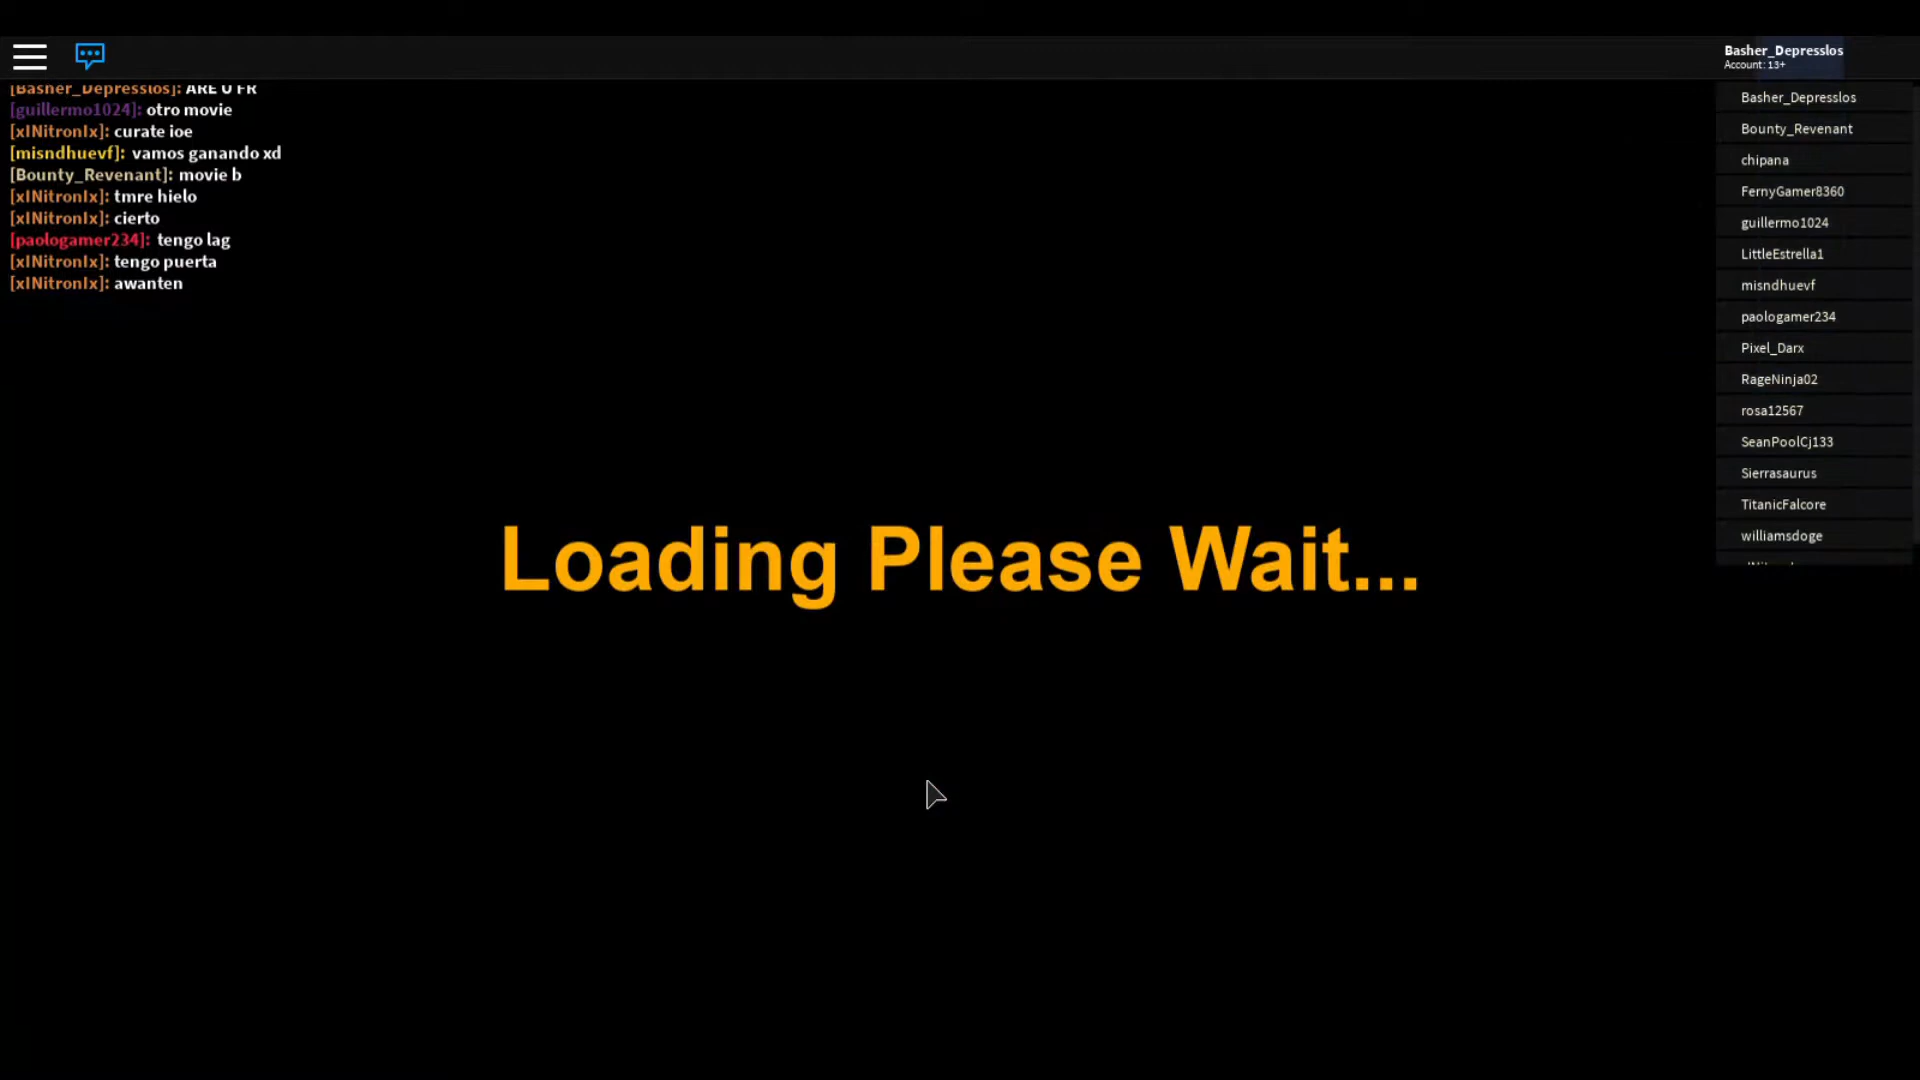 Basher_Depresslos
Account: 13+
[Basher_Depresslos]: ARE U FR
[guillermo1024]: otro movie
[xINitronIx]: curate ioe
[misndhuevf]: vamos ganando xd
[Bounty_Revenant]: movie b
[xINitronIx]: tmre hielo
[xINitronIx]: cierto
[paologamer234]: tengo lag
[xINitronIx]: tengo puerta
[xINitronIx]: awanten
Basher_Depresslos
Bounty_Revenant
chipana
FernyGamer8360
guillermo1024
LittleEstrella1
misndhuevf
paologamer234
Pixel_Darx
RageNinja02
rosa12567
SeanPoolCj133
Sierrasaurus
TitanicFalcore
williamsdoge
Loading Please Wait...